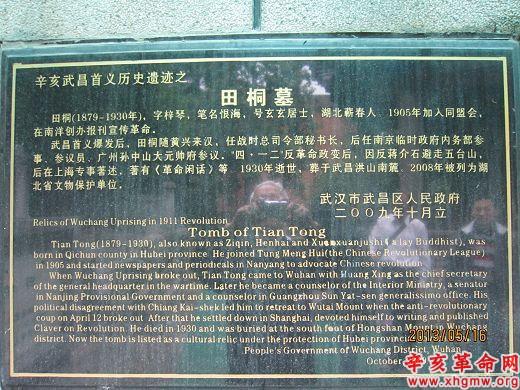 辛亥武昌首义历史遗迹之
田桐墓
田桐(1879-1930年)，字梓琴，笔名恨海，号玄玄居士，湖北蕲春人。1905年加入同盟会，
在南洋创办报刊宣传革命。
武昌首义爆发后，田桐随黄兴来汉，任战时总司令部秘书长，后任南京临时政府内务部参
事、参议员，广州孙中山大元帅府参议。“四·一二”反革命政变后，因反蒋介石避走五台山，
后在上海专事著述，著有《革命闲话》等。1930年逝世，葬于武昌洪山南麓。2008年被列为湖
北省文物保护单位。
武汉市武昌区人民政府
二〇〇九年十月立
Relics of Wuchang Uprising in 1911 Revolution
Tomb of Tian Tong
Tian Tong(1879-1930), also known as Ziqin, Henhai and Xuanxuanjushi(a lay Buddhist), was
born in Qichun county in Hubei province. He joined Tung Meng Hui(the Chinese Revolutionary League)
in 1905 and started newspapers and periodicals in Nanyang to advocate Chinese revolution.
When Wuchang Uprising broke out, Tian Tong came to Wuhan with Huang Xing as the chief secretary
of the general headquarter in the wartime. Later he became a counselor of the Interior Ministry, a senator
in Nanjing Provisional Government and a counselor in Guangzhou Sun Yat-sen generalissimo office. His
political disagreement with Chiang Kai-shek led him to retreat to Wutai Mount when the anti-revolutionary
coup on April 12 broke out. After that he settled down in Shanghai, devoted himself to writing and published
Claver on Revolution. He died in 1930 and was buried at the south foot of Hongshan Mount in Wuchang
district. Now the tomb is listed as a cultural relic under the protection of Hubei province.
People's Government of Wuchang District, Wuhan
October
2013/05/16
辛亥革命网
www.xhgmw.org